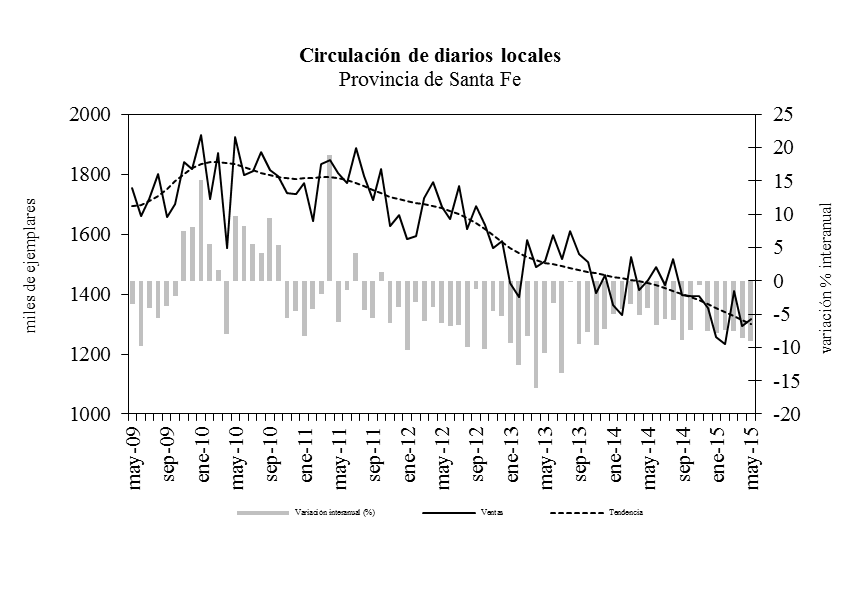 Circulación de diarios locales
Provincia de Santa Fe
miles de ejemplares
2000
1800
1600
1400
1200
1000
25
20
15
10
5
0
-5
-10
-15
-20
variación % interanual
may-09
sep-09
ene-10
may-10
sep-10
ene-11
may-11
sep-11
ene-12
may-12
sep-12
ene-13
may-13
sep-13
ene-14
may-14
sep-14
ene-15
may-15
Variación interanual (%)
Ventas
Tendencia